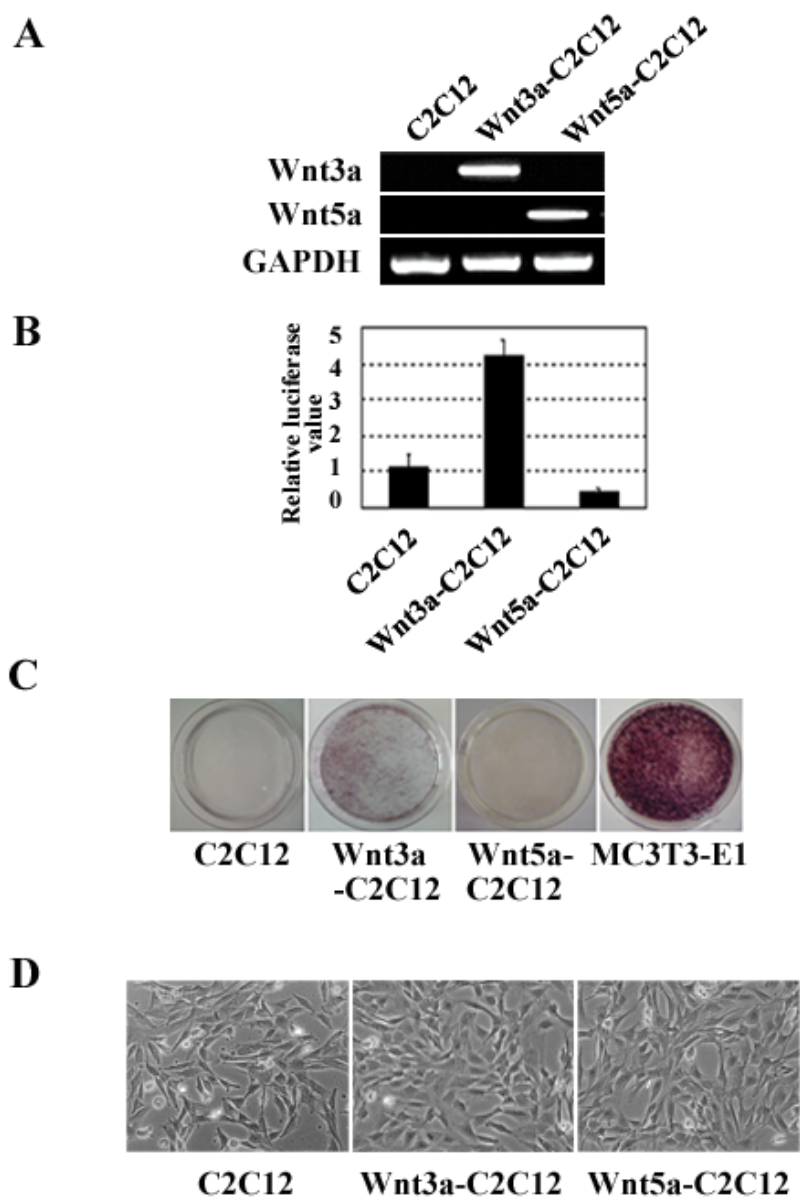 A
C2C12
Wnt3a-C2C12
Wnt5a-C2C12
Wnt3a
Wnt5a
GAPDH
B
Relative luciferase
value
5
4
3
2
1
0
C2C12
Wnt3a-C2C12
Wnt5a-C2C12
C
C2C12
Wnt3a
-C2C12
Wnt5a-
C2C12
MC3T3-E1
D
C2C12
Wnt3a-C2C12
Wnt5a-C2C12